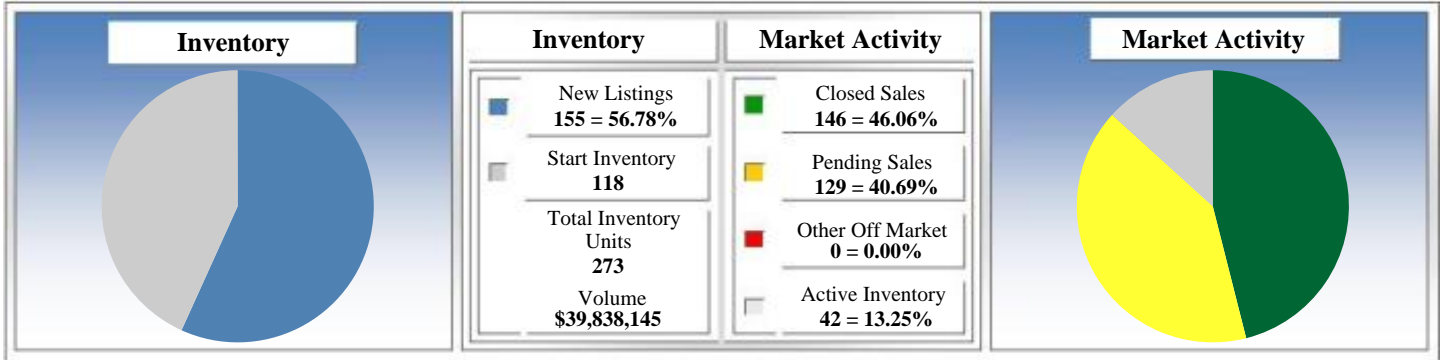 Inventory
Inventory
Market Activity
New Listings
155 = 56.78%
Start Inventory
118
Total Inventory
Units
273
Volume
$39,838,145
Closed Sales
146 = 46.06%
Pending Sales
129 = 40.69%
Other Off Market
0 = 0.00%
Active Inventory
42 = 13.25%
Market Activity